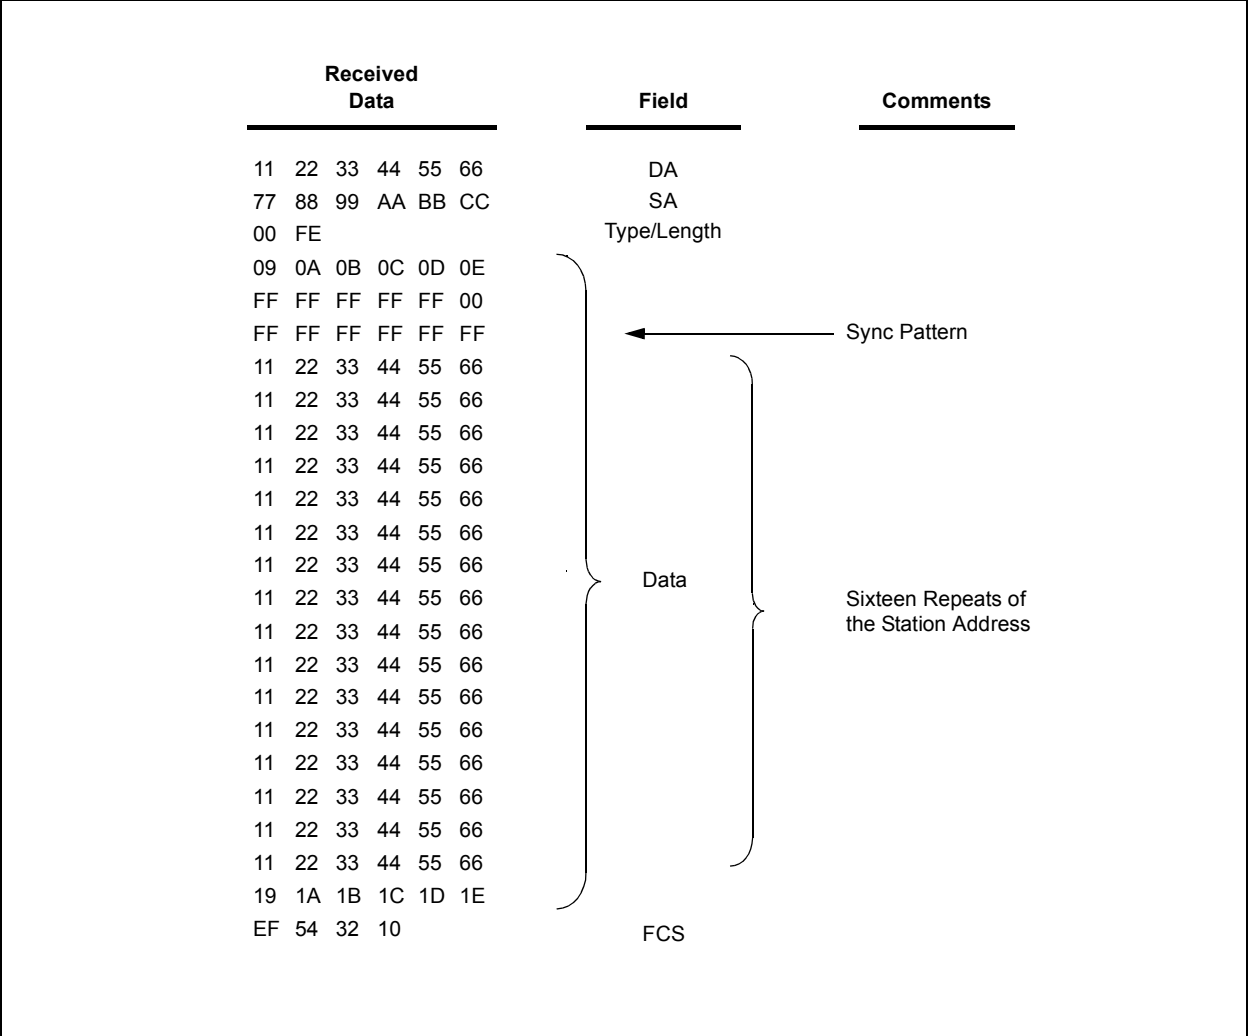 Received
Data
Field
Comments
11 22 33 44 55 66
DA
77 88 99 AA BB CC
SA
00 FE
Type/Length
09 0A 0B 0C 0D 0E
FF FF FF FF FF 00
FF FF FF FF FF FF
Sync Pattern
11 22 33 44 55 66
11 22 33 44 55 66
11 22 33 44 55 66
11 22 33 44 55 66
11 22 33 44 55 66
11 22 33 44 55 66
11 22 33 44 55 66
Data
11 22 33 44 55 66
Sixteen Repeats of
the Station Address
11 22 33 44 55 66
11 22 33 44 55 66
11 22 33 44 55 66
11 22 33 44 55 66
11 22 33 44 55 66
11 22 33 44 55 66
11 22 33 44 55 66
11 22 33 44 55 66
19 1A 1B 1C 1D 1E
EF 54 32 10
FCS